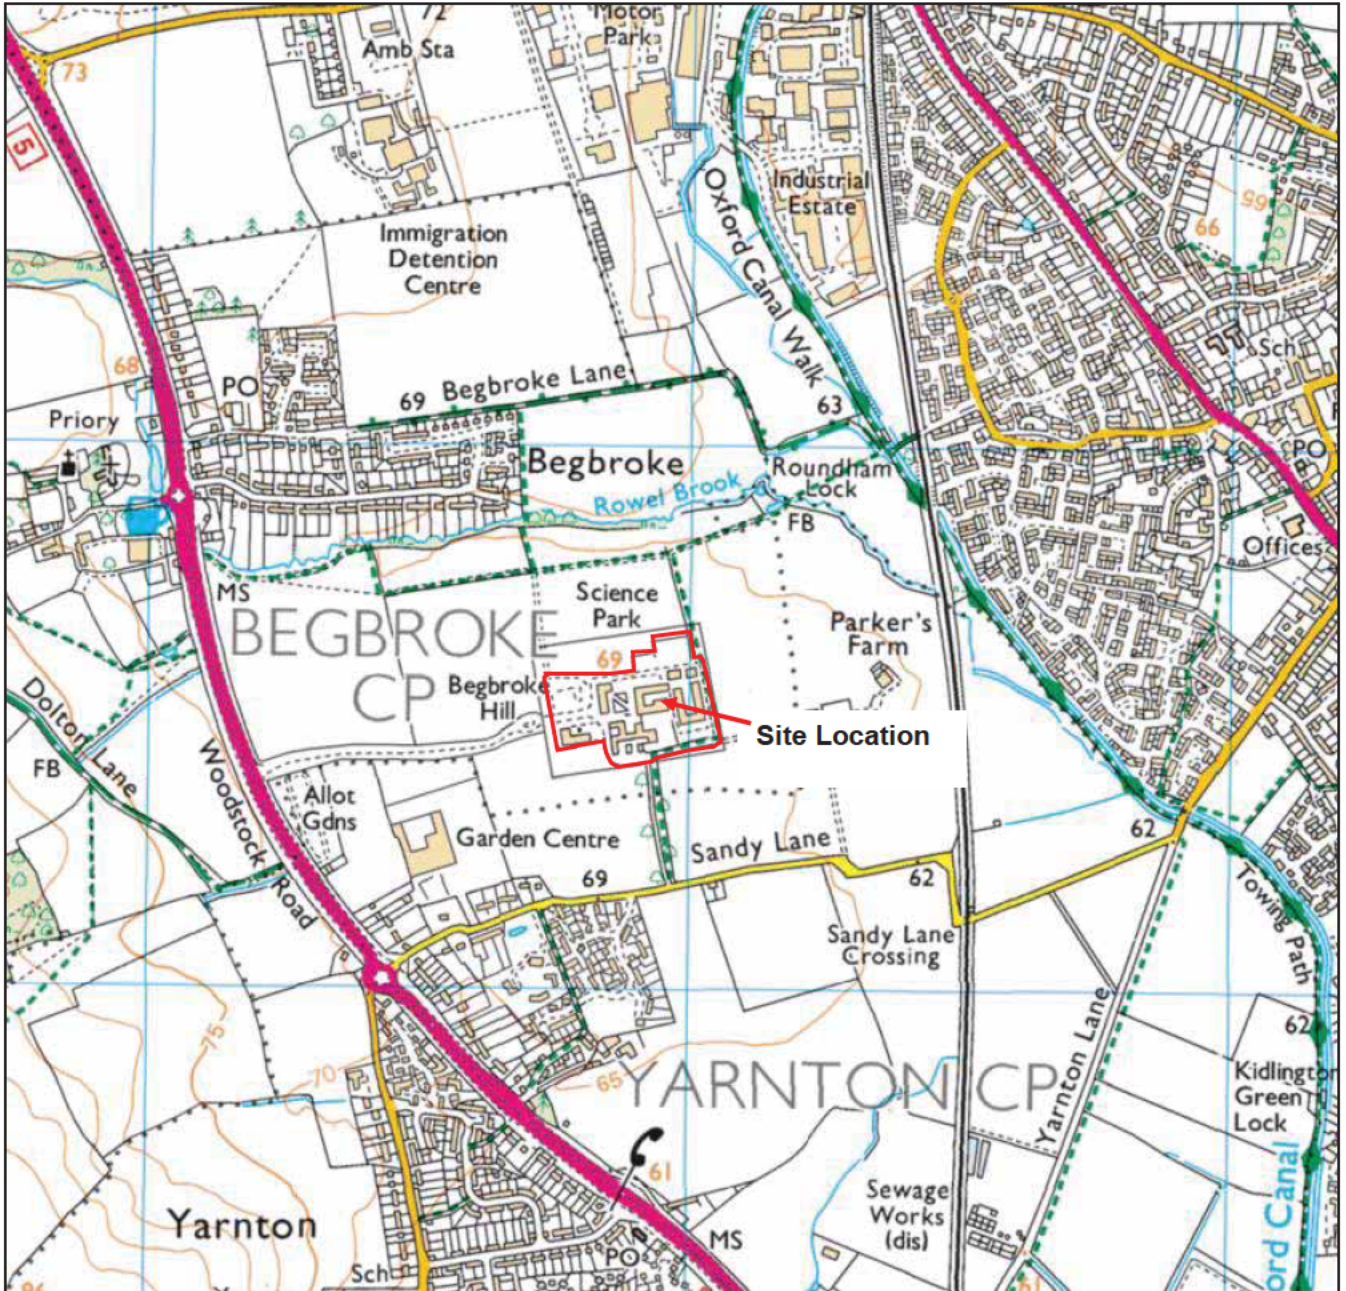 72
Motor
Park
Amb Sta
73
5
Industrial
Estate
Oxford Canal Walk
66
65
Immigration
Detention
Centre
68
PO
Sch
69
Begbroke Lane
63
Priory
PO
Begbroke
Roundham
Lock
Rowel Brook
FB
Offices
MS
Science
Park
BEGBROKE
CP
Parker's
Farm
69
Begbroke
Hill
Site Location
Dolton Lane
FB
Woodstock Road
Allot
Gdns
Garden Centre
Sandy Lane
62
69
62
Towing Path
Sandy Lane
Crossing
75
62
70
65
YARNTON CP
Yarnton Lane
Kidlington
Green
Lock
61
Sewage
Works
(dis)
Yarnton
MS
PO
Sch
ord Canal
61